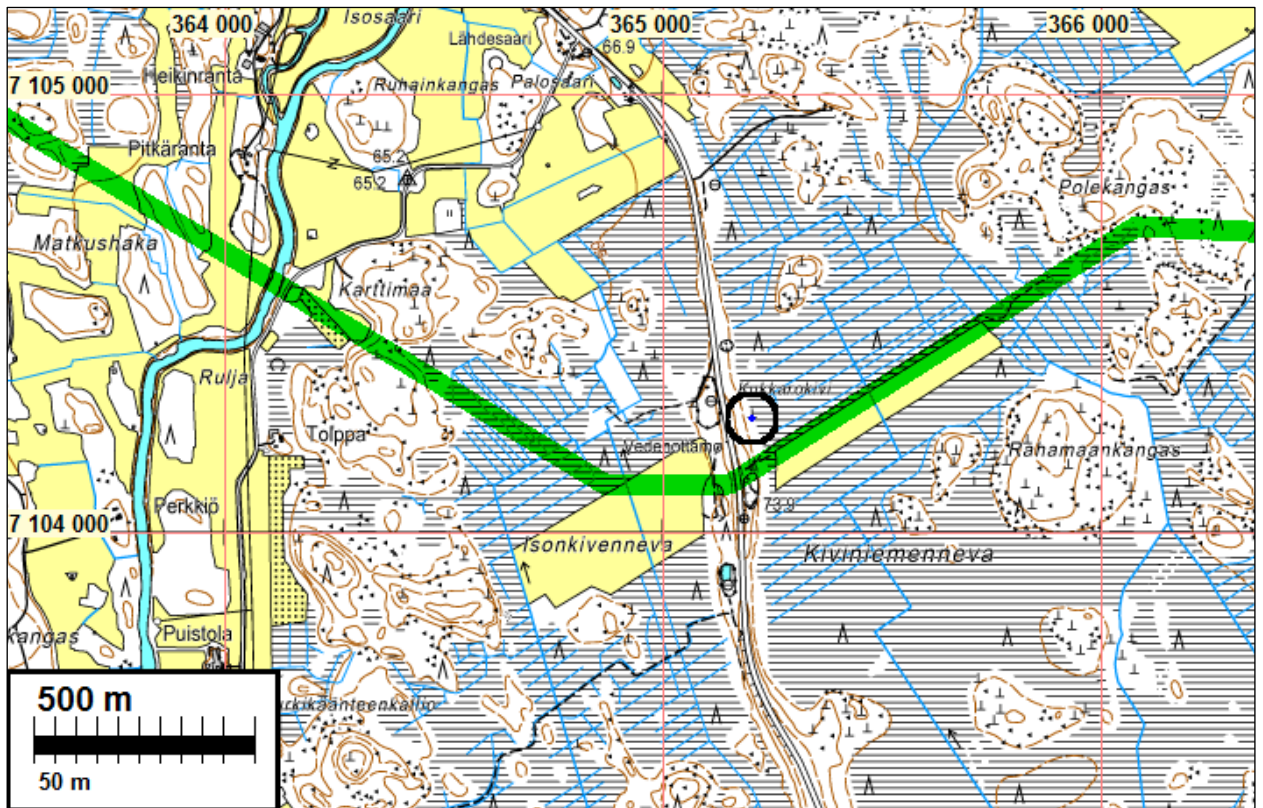 364 000
Isosaari
365 000
366 000
Lähdesaari
66.9
Heikinranta
Ruhainkangas
Palosaari
7 105 000
Pitkäranta
65.2
65.2
Polekangas
Matkushaka
Karttimaa
Rulja
Kukkarokivi
Tolppa
Vedenottamo
Rahamaankangas
Perkkiö
73.9
7 104 000
Isonkivenneva
Kiviniemenneva
Puistola
kangas
500 m
50 m